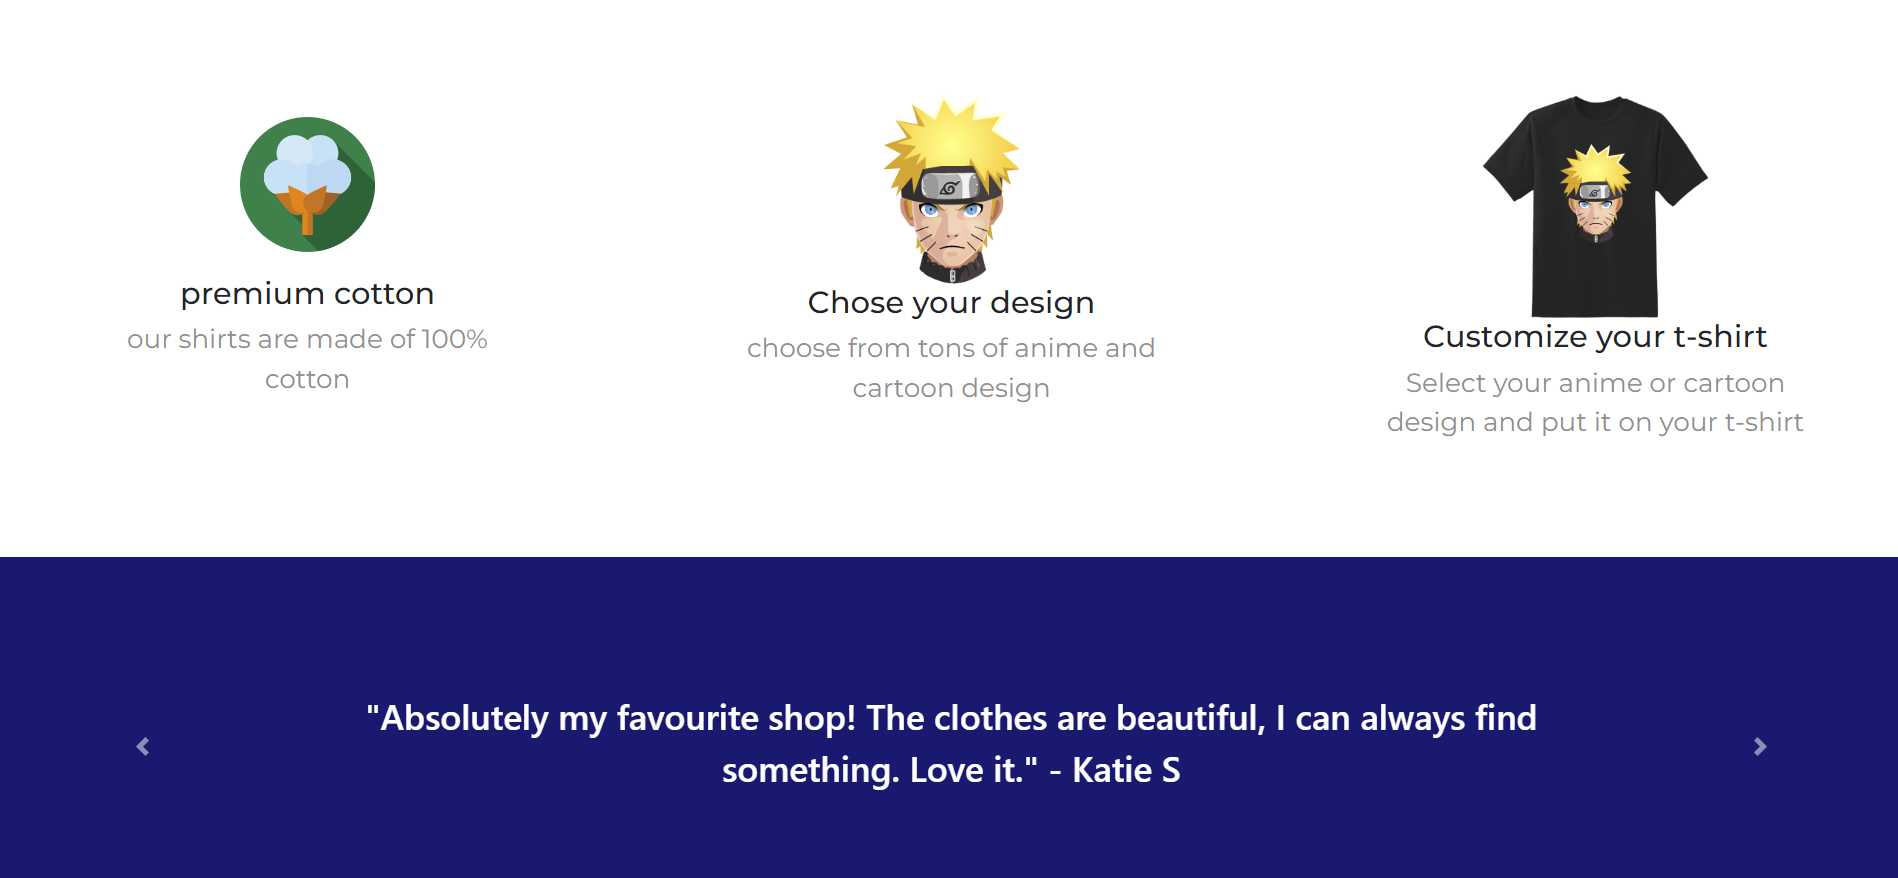 premium cotton
our shirts are made of 100%
cotton
Chose your design
choose from tons of anime and
cartoon design
Customize your t-shirt
Select your anime or cartoon
design and put it on your t-shirt
"Absolutely my favourite shop! The clothes are beautiful, I can always find
something. Love it." - Katie S